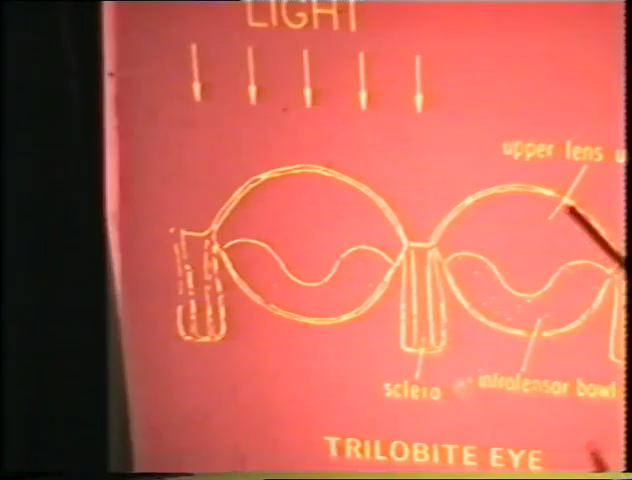 LIGHT
upper lens u
sclera
intralensar bowl
TRILOBITE EYE